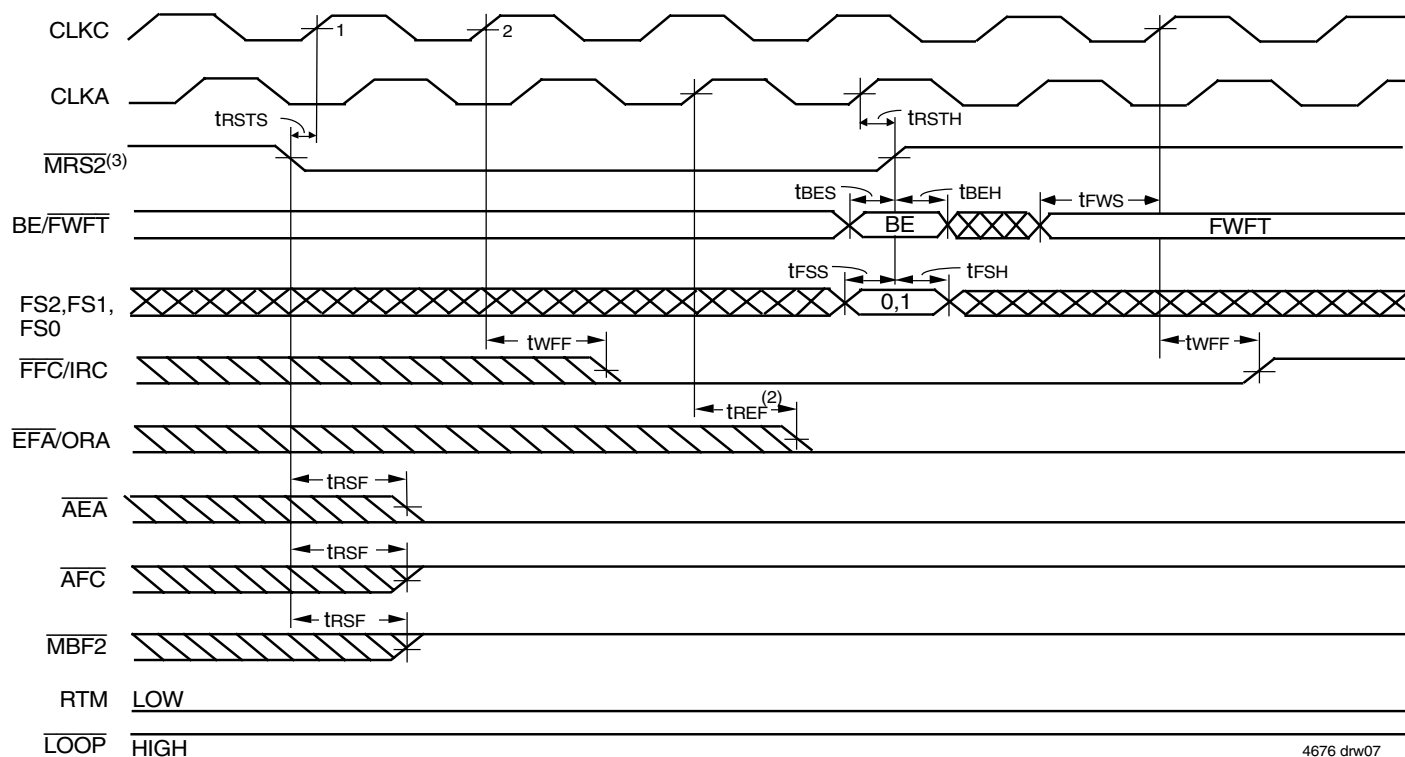 CLKC
1
2
CLKA
tRSTS
tRSTH
MRS2(3)
tBES
tBEH
tFWS
BE/FWFT
BE
FWFT
tFSS
tFSH
FS2,FS1,
FS0
0,1
tWFF
tWFF
FFC/IRC
tREF(2)
EFA/ORA
tRSF
AEA
tRSF
AFC
tRSF
MBF2
RTM
LOW
LOOP
HIGH
4676 drw07